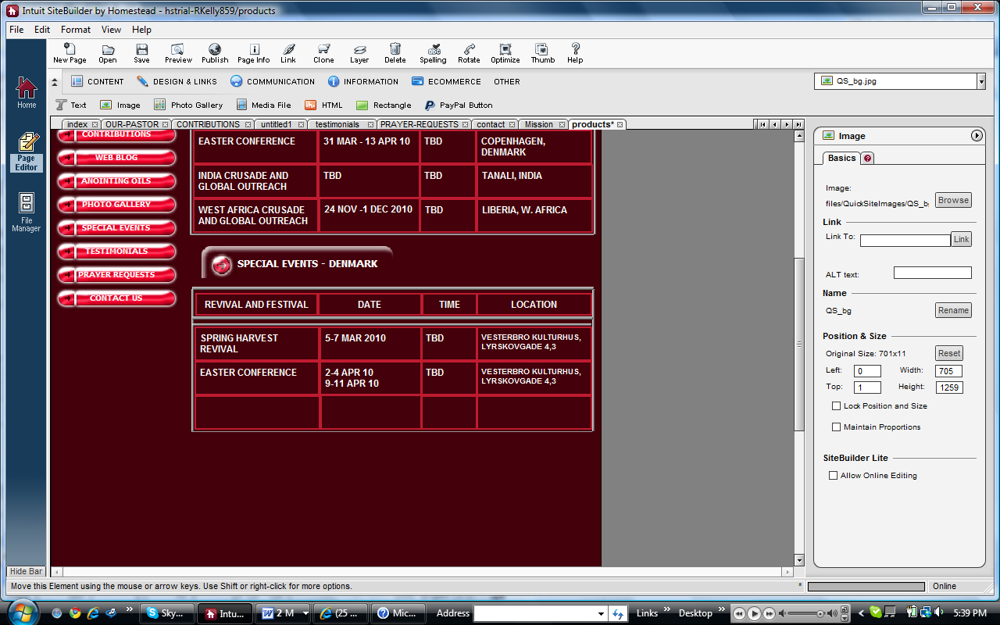 Intuit SiteBuilder by Homestead - hstrial-RKelly859/products
File Edit Format View Help
New Page Open Save Preview Publish Page Info Link Clone Layer Delete Spelling Rotate Optimize Thumb Help
CONTENT DESIGN & LINKS COMMUNICATION INFORMATION ECOMMERCE OTHER
QS_bg.jpg
Text Image Photo Gallery Media File HTML Rectangle PayPal Button
index OUR-PASTOR CONTRIBUTIONS untitled1 testimonials PRAYER-REQUESTS contact Mission products*
Home
Page
Editor
File
Manager
Hide Bar
CONTRIBUTIONS
WEB BLOG
ANOINTING OILS
PHOTO GALLERY
SPECIAL EVENTS
TESTIMONIALS
PRAYER REQUESTS
CONTACT US
EASTER CONFERENCE 31 MAR - 13 APR 10 TBD COPENHAGEN,
DENMARK
INDIA CRUSADE AND TBD TBD TANALI, INDIA
GLOBAL OUTREACH
WEST AFRICA CRUSADE 24 NOV -1 DEC 2010 TBD LIBERIA, W. AFRICA
AND GLOBAL OUTREACH
SPECIAL EVENTS - DENMARK
REVIVAL AND FESTIVAL DATE TIME LOCATION
SPRING HARVEST 5-7 MAR 2010 TBD VESTERBRO KULTURHUS,
REVIVAL LYRSKOVGADE 4,3
EASTER CONFERENCE 2-4 APR 10 TBD VESTERBRO KULTURHUS,
9-11 APR 10 LYRSKOVGADE 4,3
Image
Basics
Image:
files/QuickSiteImages/QS_bg Browse
Link
Link To: Link
ALT text:
Name
QS_bg Rename
Position & Size
Original Size: 701x11 Reset
Left: 0 Width: 705
Top: 1 Height: 1259
Lock Position and Size
Maintain Proportions
SiteBuilder Lite
Allow Online Editing
Move this Element using the mouse or arrow keys. Use Shift or right-click for more options. * Online
Sky... Intu... 2 M (25 ... Mic... Address Links Desktop 5:39 PM